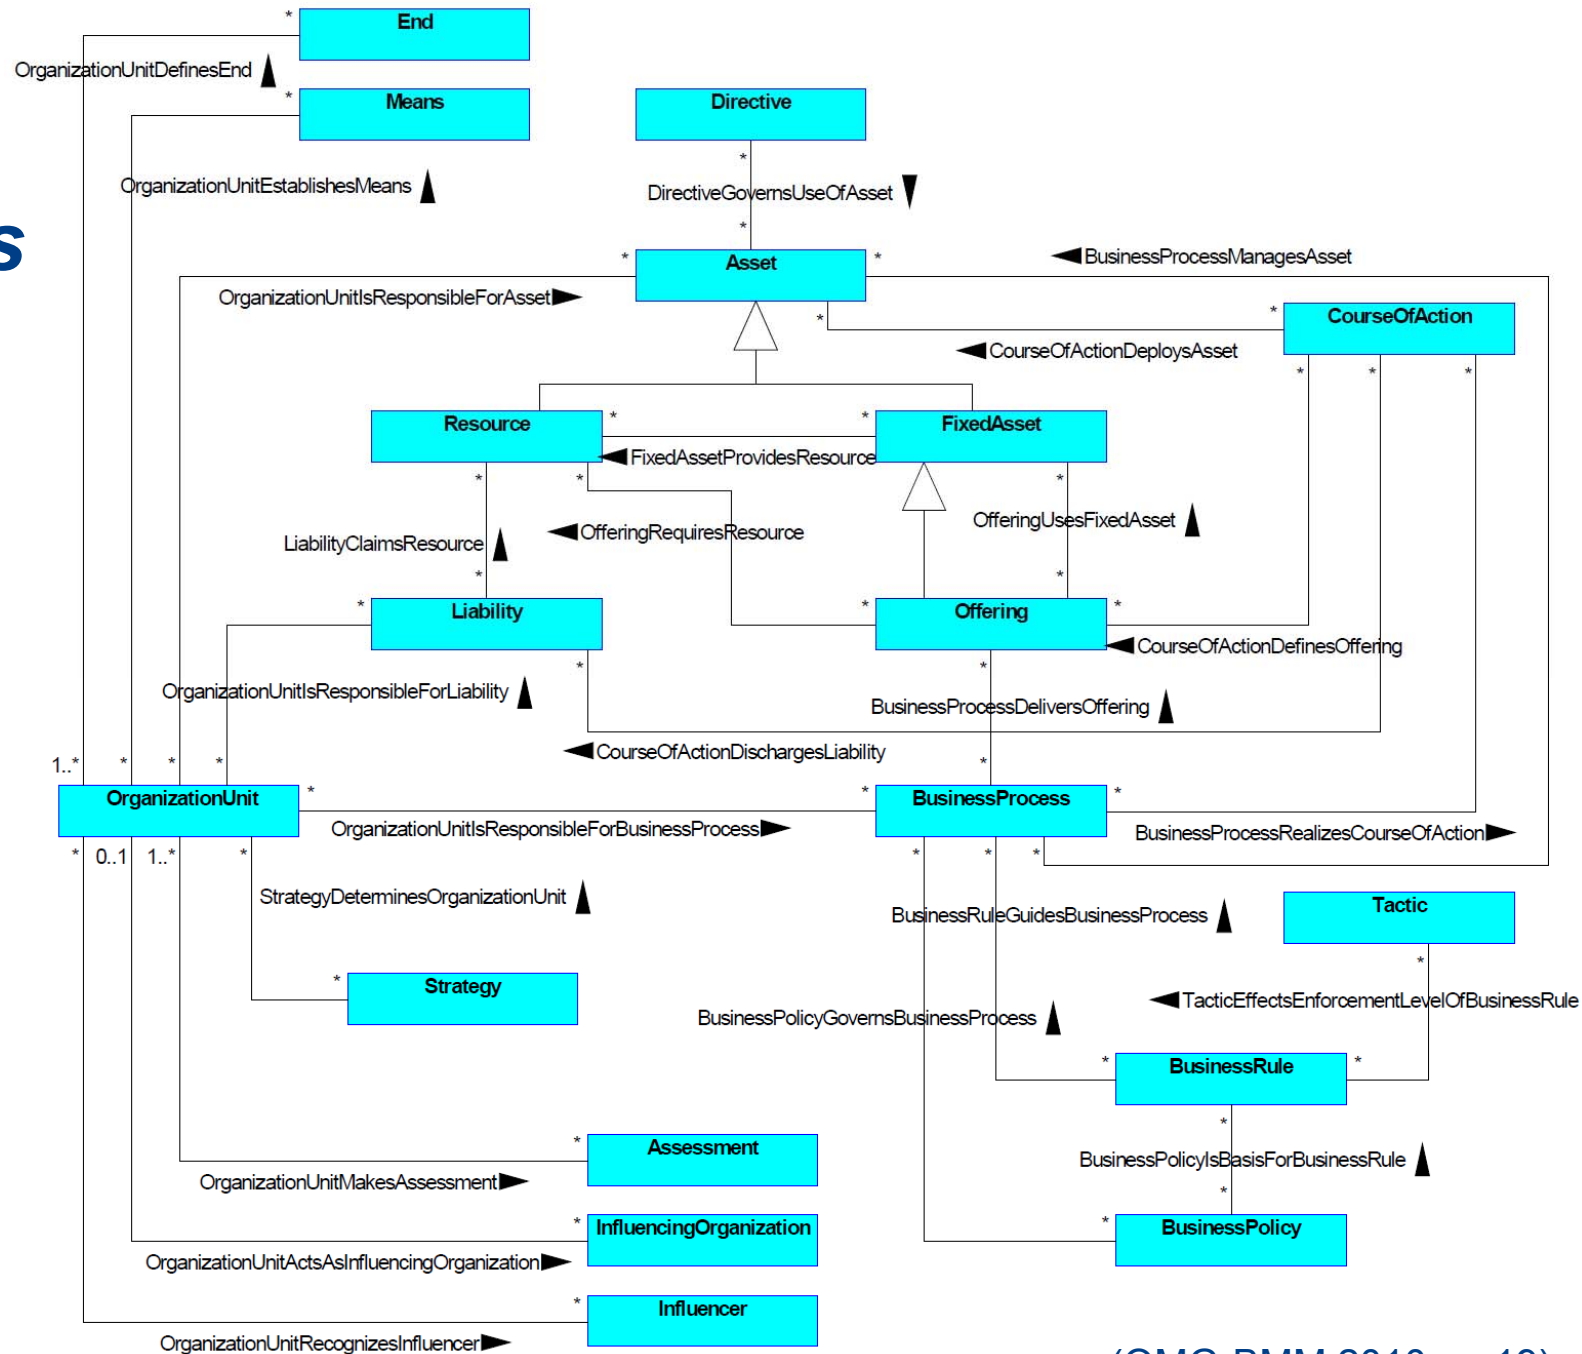 *
End
OrganizationUnitDefinesEnd
*
Means
Directive
OrganizationUnitEstablishesMeans
*
DirectiveGovernsUseOfAsset
s
*
*
Asset
*
BusinessProcessManagesAsset
OrganizationUnitIsResponsibleForAsset
*
*
CourseOfAction
CourseOfActionDeploysAsset
*
*
*
Resource
*
*
FixedAsset
FixedAssetProvidesResource
*
*
*
OfferingUsesFixedAsset
OfferingRequiresResource
LiabilityClaimsResource
*
*
*
Liability
*
Offering
*
CourseOfActionDefinesOffering
*
*
OrganizationUnitIsResponsibleForLiability
BusinessProcessDeliversOffering
CourseOfActionDischargesLiability
1..*
*
*
*
*
OrganizationUnit
*
*
BusinessProcess
*
OrganizationUnitIsResponsibleForBusinessProcess
BusinessProcessRealizesCourseOfAction
*
0..1
1..*
*
*
*
*
StrategyDeterminesOrganizationUnit
BusinessRuleGuidesBusinessProcess
Tactic
*
*
Strategy
TacticEffectsEnforcementLevelOfBusinessRule
BusinessPolicyGovernsBusinessProcess
*
BusinessRule
*
*
*
Assessment
BusinessPolicyIsBasisForBusinessRule
OrganizationUnitMakesAssessment
*
*
InfluencingOrganization
*
BusinessPolicy
OrganizationUnitActsAsInfluencingOrganization
*
Influencer
OrganizationUnitRecognizesInfluencer